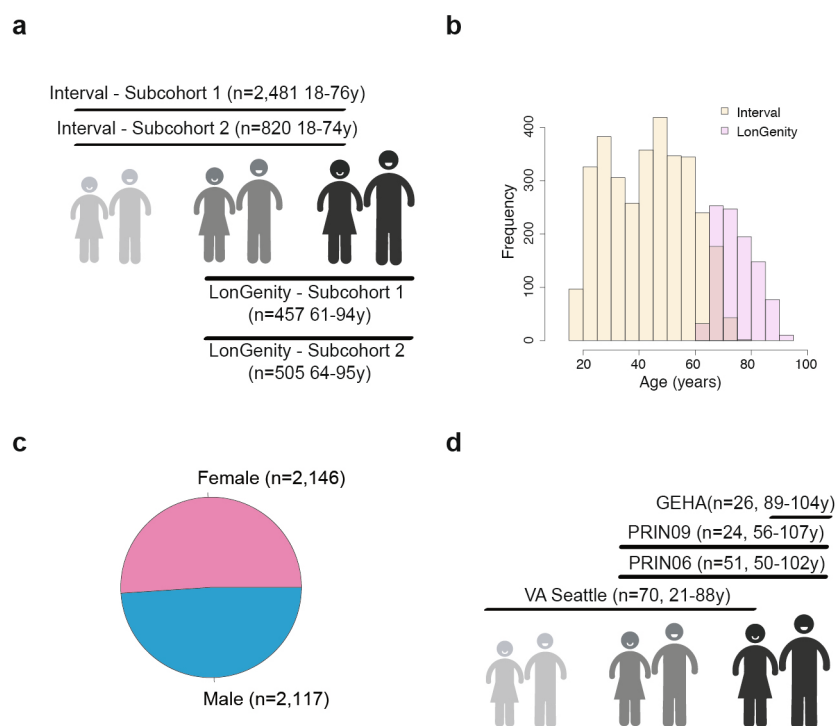 a
Interval - Subcohort 1 (n=2,481 18-76y)
Interval - Subcohort 2 (n=820 18-74y)
LonGenity - Subcohort 1
(n=457 61-94y)
LonGenity - Subcohort 2
(n=505 64-95y)
b
Interval
LonGenity
Frequency
400
300
200
100
0
20 40 60 80 100
Age (years)
c
Female (n=2,146)
Male (n=2,117)
d
GEHA(n=26, 89-104y)
PRIN09 (n=24, 56-107y)
PRIN06 (n=51, 50-102y)
VA Seattle (n=70, 21-88y)